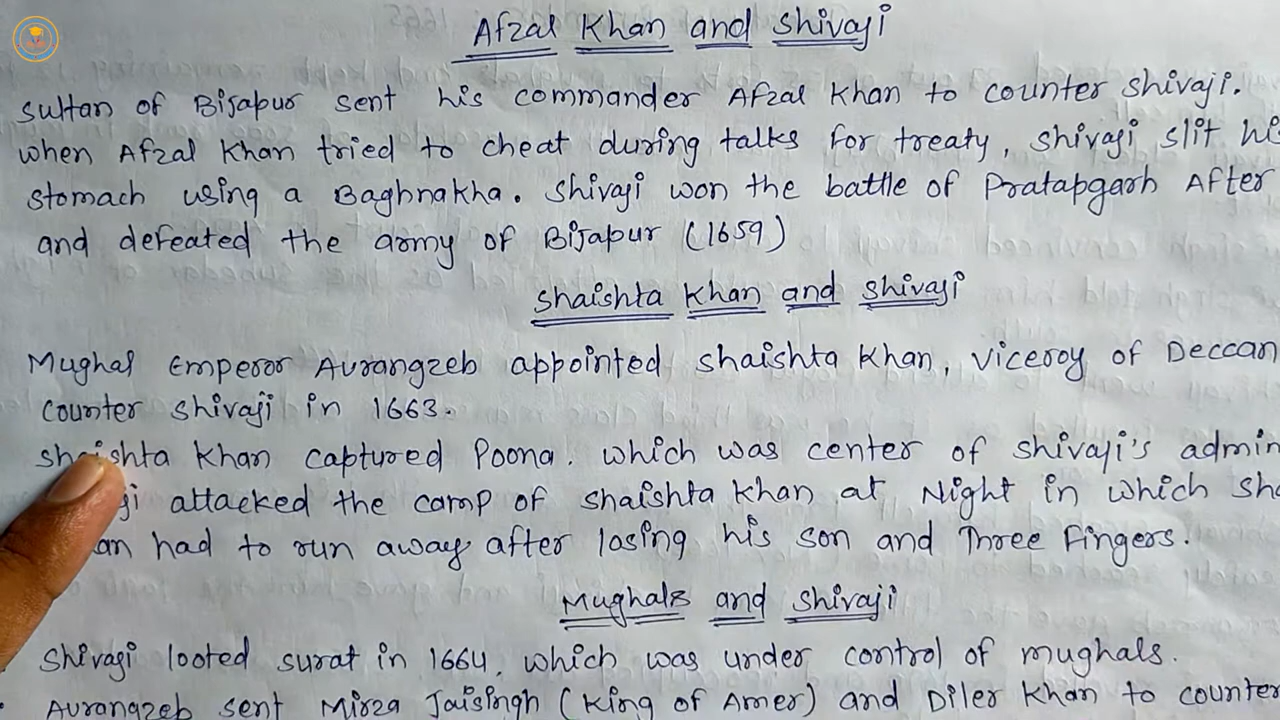 Afzal Khan and Shivaji
Sultan of Bijapur sent his commander Afzal Khan to counter Shivaji.
when Afzal Khan tried to cheat during talks for treaty, Shivaji slit
stomach using a Baghnakha. Shivaji won the battle of Pratapgarh After
and defeated the army of Bijapur (1659)
Shaishta Khan and Shivaji
Mughal Emperor Aurangzeb appointed Shaishta Khan, Viceroy of Deccan
counter Shivaji in 1663.
Shaishta Khan captured Poona. which was center of Shivaji's admin
attacked the camp of Shaishta Khan at Night in which Sha
had to run away after losing his son and Three Fingers.
Mughals and Shivaji
Shivaji looted surat in 1664, which was under control of mughals.
Aurangzeb sent Mirza Jaisingh (King of Amer) and Diler Khan to counter